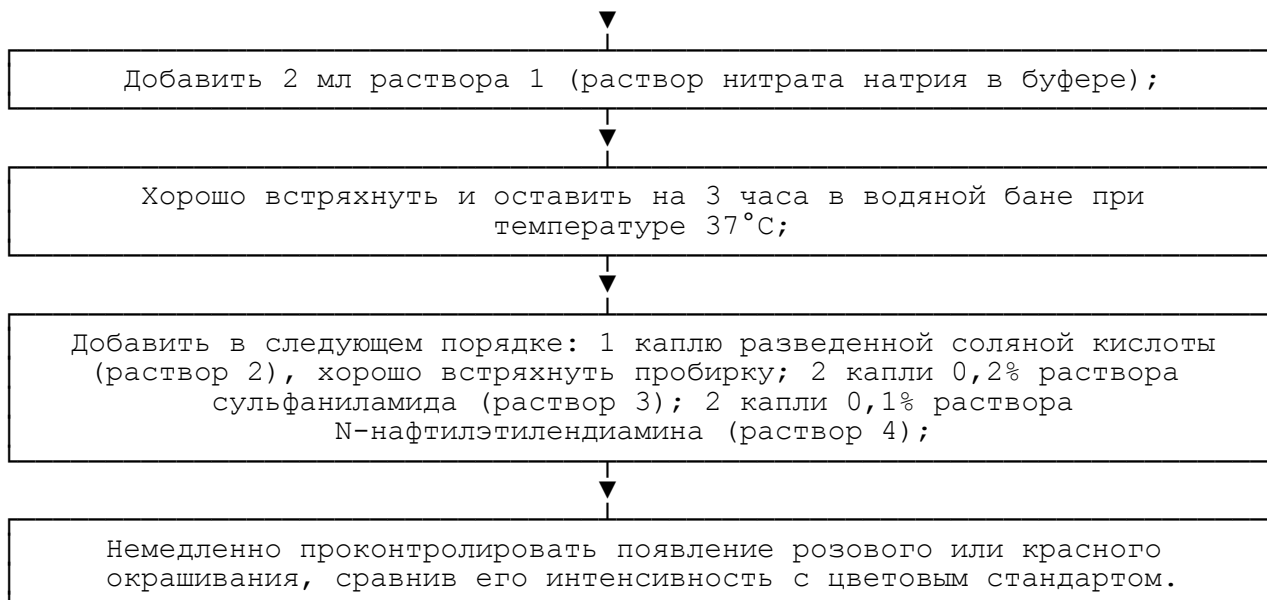 Добавить 2 мл раствора 1 (раствор нитрата натрия в буфере);
Хорошо встряхнуть и оставить на 3 часа в водяной бане при
температуре 37°C;
Добавить в следующем порядке: 1 каплю разведенной соляной кислоты
(раствор 2), хорошо встряхнуть пробирку; 2 капли 0,2% раствора
сульфаниламида (раствор 3); 2 капли 0,1% раствора
N-нафтилэтилендиамина (раствор 4);
Немедленно проконтролировать появление розового или красного
окрашивания, сравнив его интенсивность с цветовым стандартом.